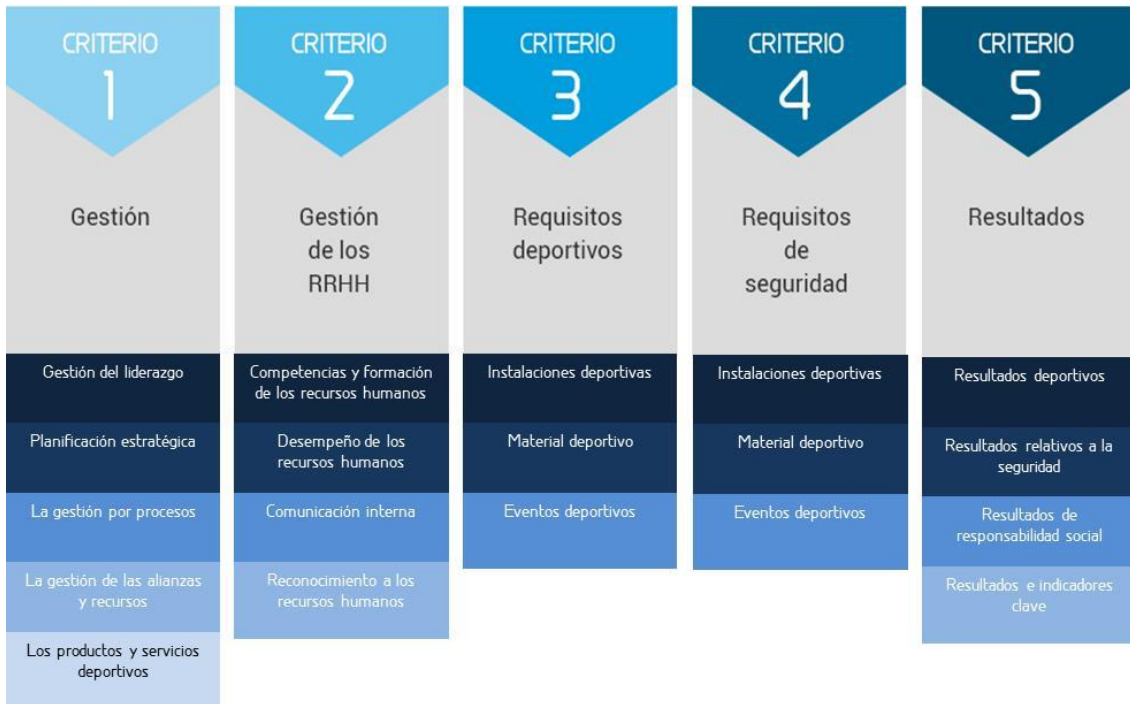 CRITERIO
1
Gestión
Gestión del liderazgo
Planificación estratégica
La gestión por procesos
La gestión de las alianzas
y recursos
Los productos y servicios
deportivos
CRITERIO
2
Gestión
de los
RRHH
Competencias y formación
de los recursos humanos
Desempeño de los
recursos humanos
Comunicación interna
Reconocimiento a los
recursos humanos
CRITERIO
3
Requisitos
deportivos
Instalaciones deportivas
Material deportivo
Eventos deportivos
CRITERIO
4
Requisitos
de
seguridad
Instalaciones deportivas
Material deportivo
Eventos deportivos
CRITERIO
5
Resultados
Resultados deportivos
Resultados relativos a la
seguridad
Resultados de
responsabilidad social
Resultados e indicadores
clave